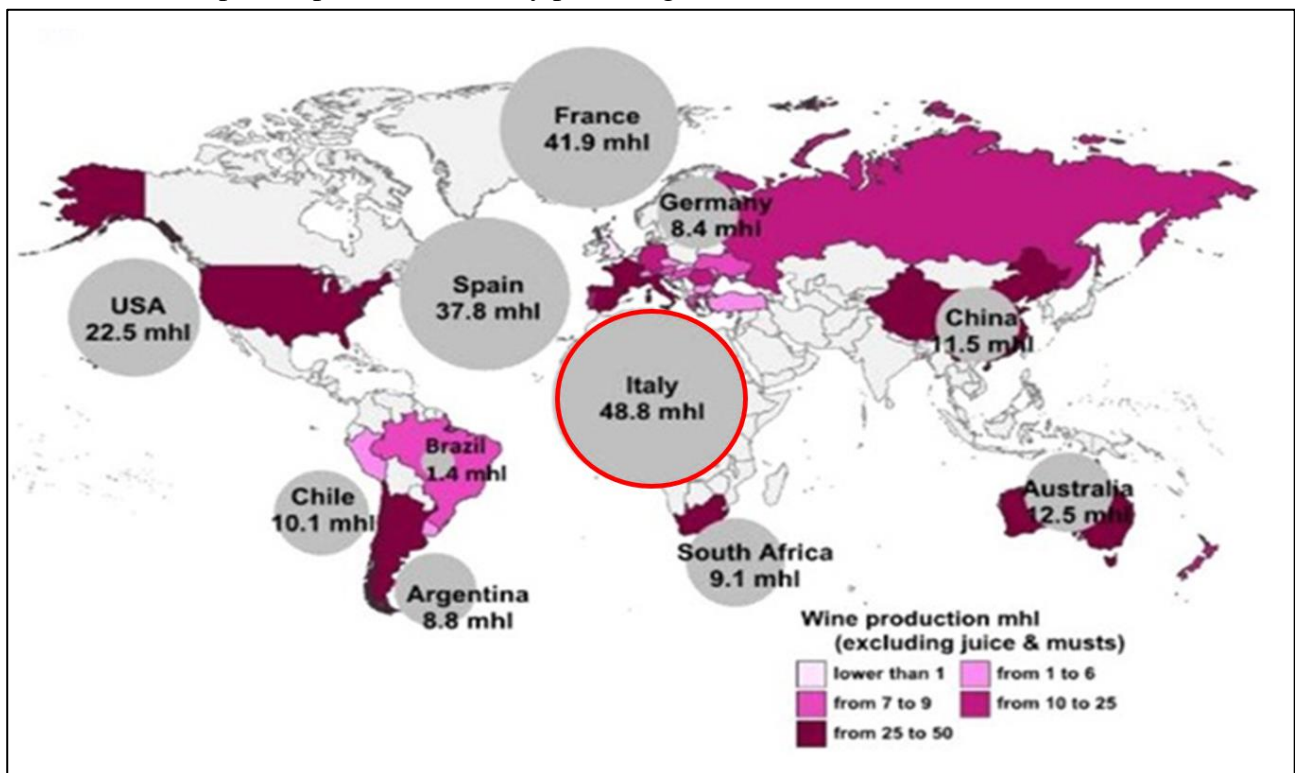 France
41.9 mhl
Germany
8.4 mhl
Spain
37.8 mhl
USA
22.5 mhl
China
11.5 mhl
Italy
48.8 mhl
Brazil
1.4 mhl
Chile
10.1 mhl
Australia
12.5 mhl
South Africa
9.1 mhl
Argentina
8.8 mhl
Wine production mhl
(excluding juice & musts)
lower than 1
from 1 to 6
from 7 to 9
from 10 to 25
from 25 to 50